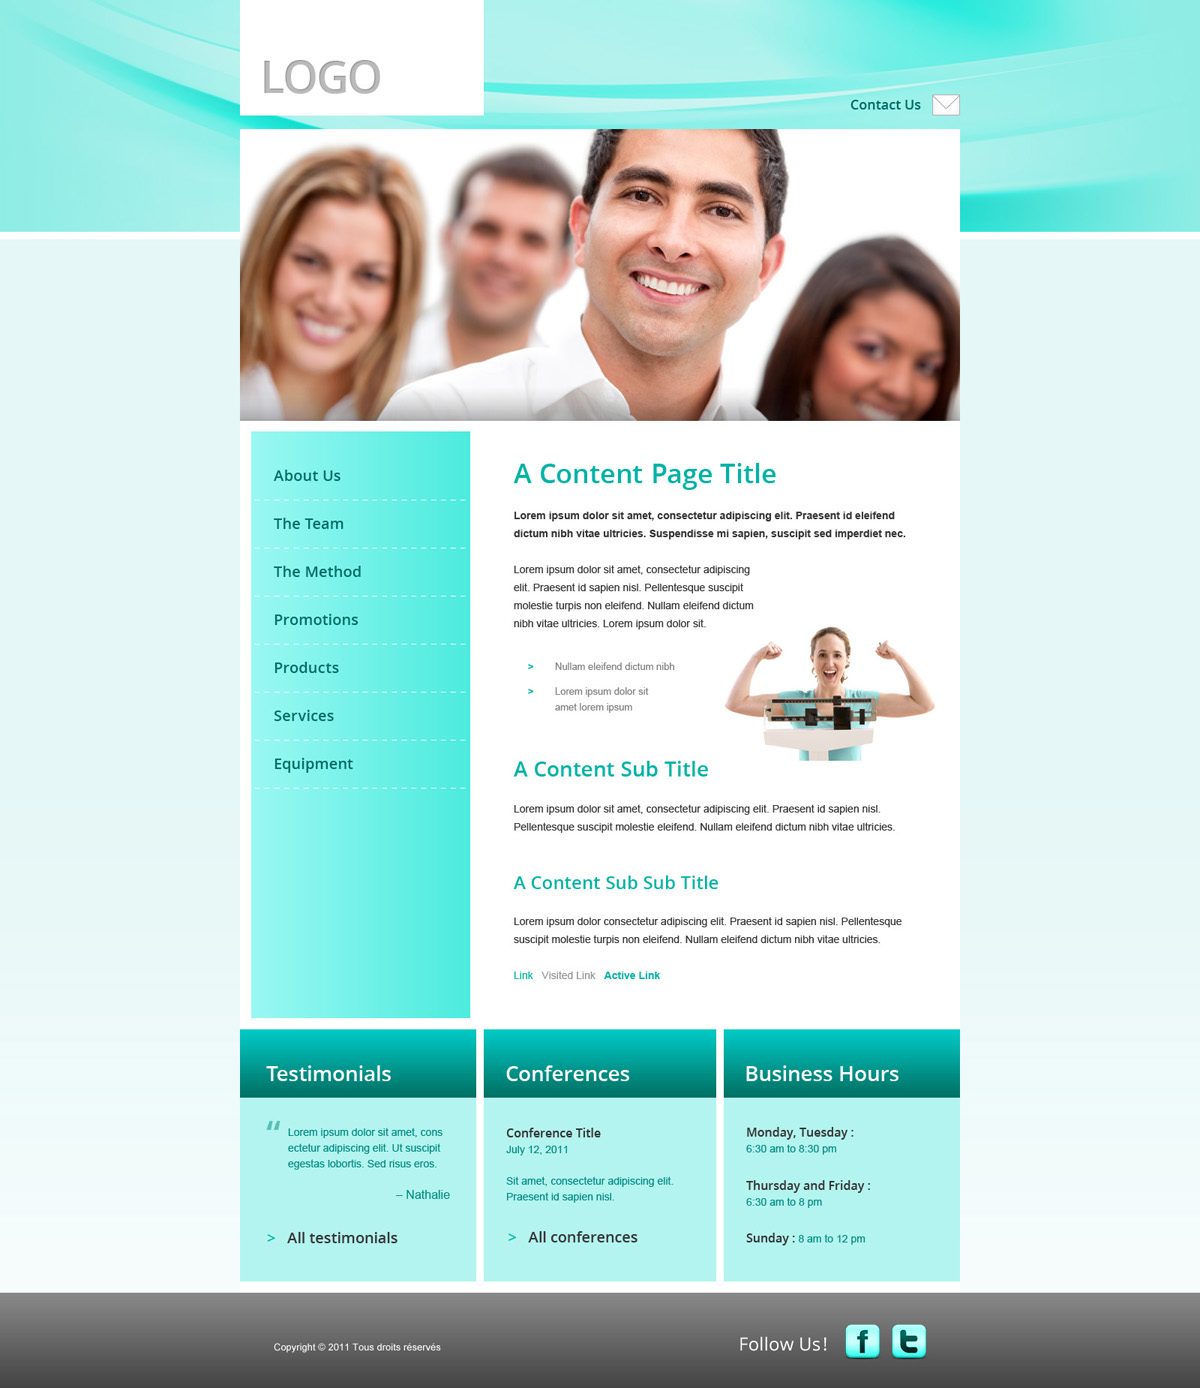 LOGO
Contact Us
About Us
The Team
The Method
Promotions
Products
Services
Equipment
A Content Page Title
Lorem ipsum dolor sit amet, consectetur adipiscing elit. Praesent id eleifend
dictum nibh vitae ultricies. Suspendisse mi sapien, suscipit sed imperdiet nec.
Lorem ipsum dolor sit amet, consectetur adipiscing
elit. Praesent id sapien nisl. Pellentesque suscipit
molestie turpis non eleifend. Nullam eleifend dictum
nibh vitae ultricies. Lorem ipsum dolor sit.
> Nullam eleifend dictum nibh
> Lorem ipsum dolor sit
amet lorem ipsum
A Content Sub Title
Lorem ipsum dolor sit amet, consectetur adipiscing elit. Praesent id sapien nisl.
Pellentesque suscipit molestie eleifend. Nullam eleifend dictum nibh vitae ultricies.
A Content Sub Sub Title
Lorem ipsum dolor consectetur adipiscing elit. Praesent id sapien nisl. Pellentesque
suscipit molestie turpis non eleifend. Nullam eleifend dictum nibh vitae ultricies.
Link Visited Link Active Link
Testimonials
“ Lorem ipsum dolor sit amet, cons
ectetur adipiscing elit. Ut suscipit
egestas lobortis. Sed risus eros.
– Nathalie
> All testimonials
Conferences
Conference Title
July 12, 2011
Sit amet, consectetur adipiscing elit.
Praesent id sapien nisl.
> All conferences
Business Hours
Monday, Tuesday :
6:30 am to 8:30 pm
Thursday and Friday :
6:30 am to 8 pm
Sunday : 8 am to 12 pm
Copyright © 2011 Tous droits réservés
Follow Us! f t